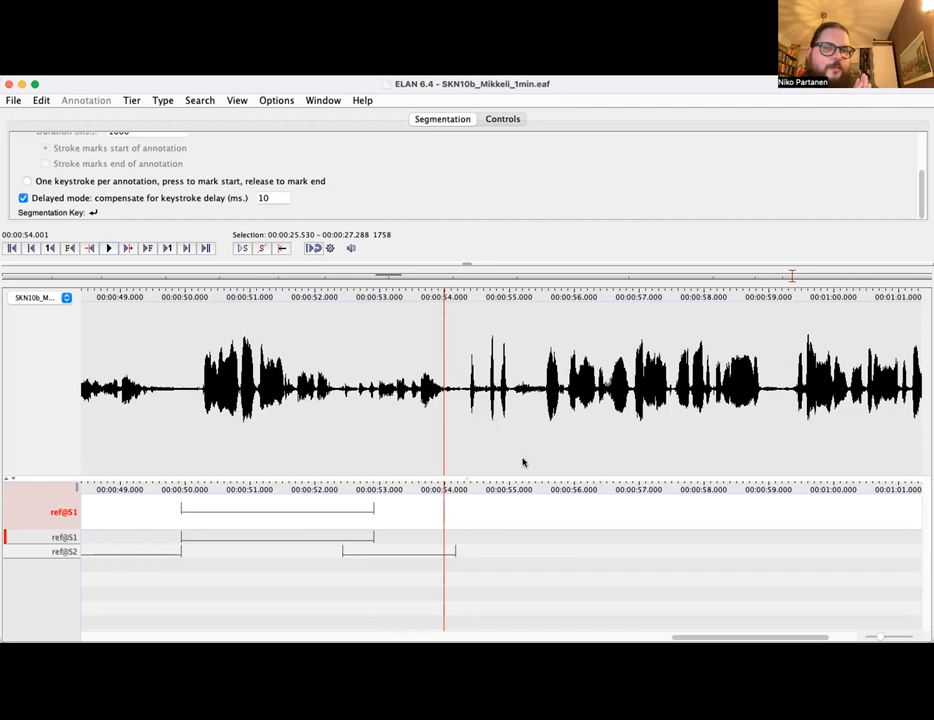 Niko Partanen
ELAN 6.4 - SKN10b_Mikkeli_1min.eaf
File Edit Annotation Tier Type Search View Options Window Help
Segmentation Controls
Duration (ms.): 1000
Stroke marks start of annotation
Stroke marks end of annotation
One keystroke per annotation, press to mark start, release to mark end
Delayed mode: compensate for keystroke delay (ms.) 10
Segmentation Key:
00:00:54.001 Selection: 00:00:25.530 - 00:00:27.288 1758
SKN10b_M... 00:00:49.000 00:00:50.000 00:00:51.000 00:00:52.000 00:00:53.000 00:00:54.000 00:00:55.000 00:00:56.000 00:00:57.000 00:00:58.000 00:00:59.000 00:01:00.000 00:01:01.000
00:00:49.000 00:00:50.000 00:00:51.000 00:00:52.000 00:00:53.000 00:00:54.000 00:00:55.000 00:00:56.000 00:00:57.000 00:00:58.000 00:00:59.000 00:01:00.000 00:01:01.000
ref@S1
ref@S1
ref@S2